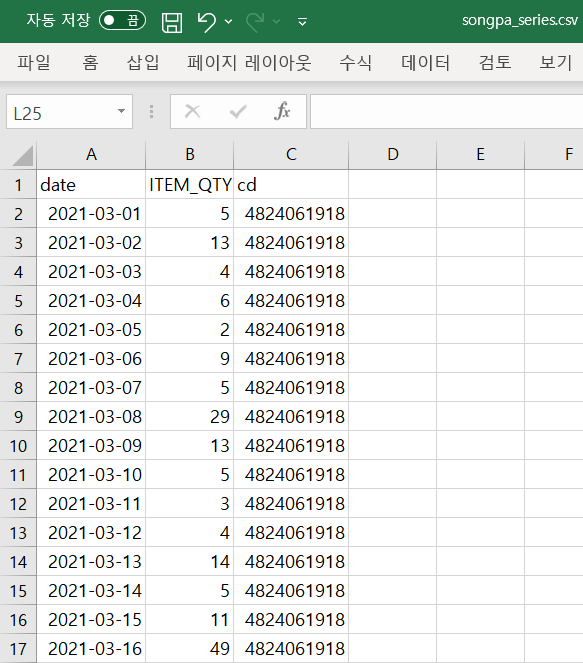 자동 저장 끔 songpa_series.csv
파일 홈 삽입 페이지 레이아웃 수식 데이터 검토 보기
L25 fx
A B C D E F
1 date ITEM_QTY cd
2 2021-03-01 5 4824061918
3 2021-03-02 13 4824061918
4 2021-03-03 4 4824061918
5 2021-03-04 6 4824061918
6 2021-03-05 2 4824061918
7 2021-03-06 9 4824061918
8 2021-03-07 5 4824061918
9 2021-03-08 29 4824061918
10 2021-03-09 13 4824061918
11 2021-03-10 5 4824061918
12 2021-03-11 3 4824061918
13 2021-03-12 4 4824061918
14 2021-03-13 14 4824061918
15 2021-03-14 5 4824061918
16 2021-03-15 11 4824061918
17 2021-03-16 49 4824061918